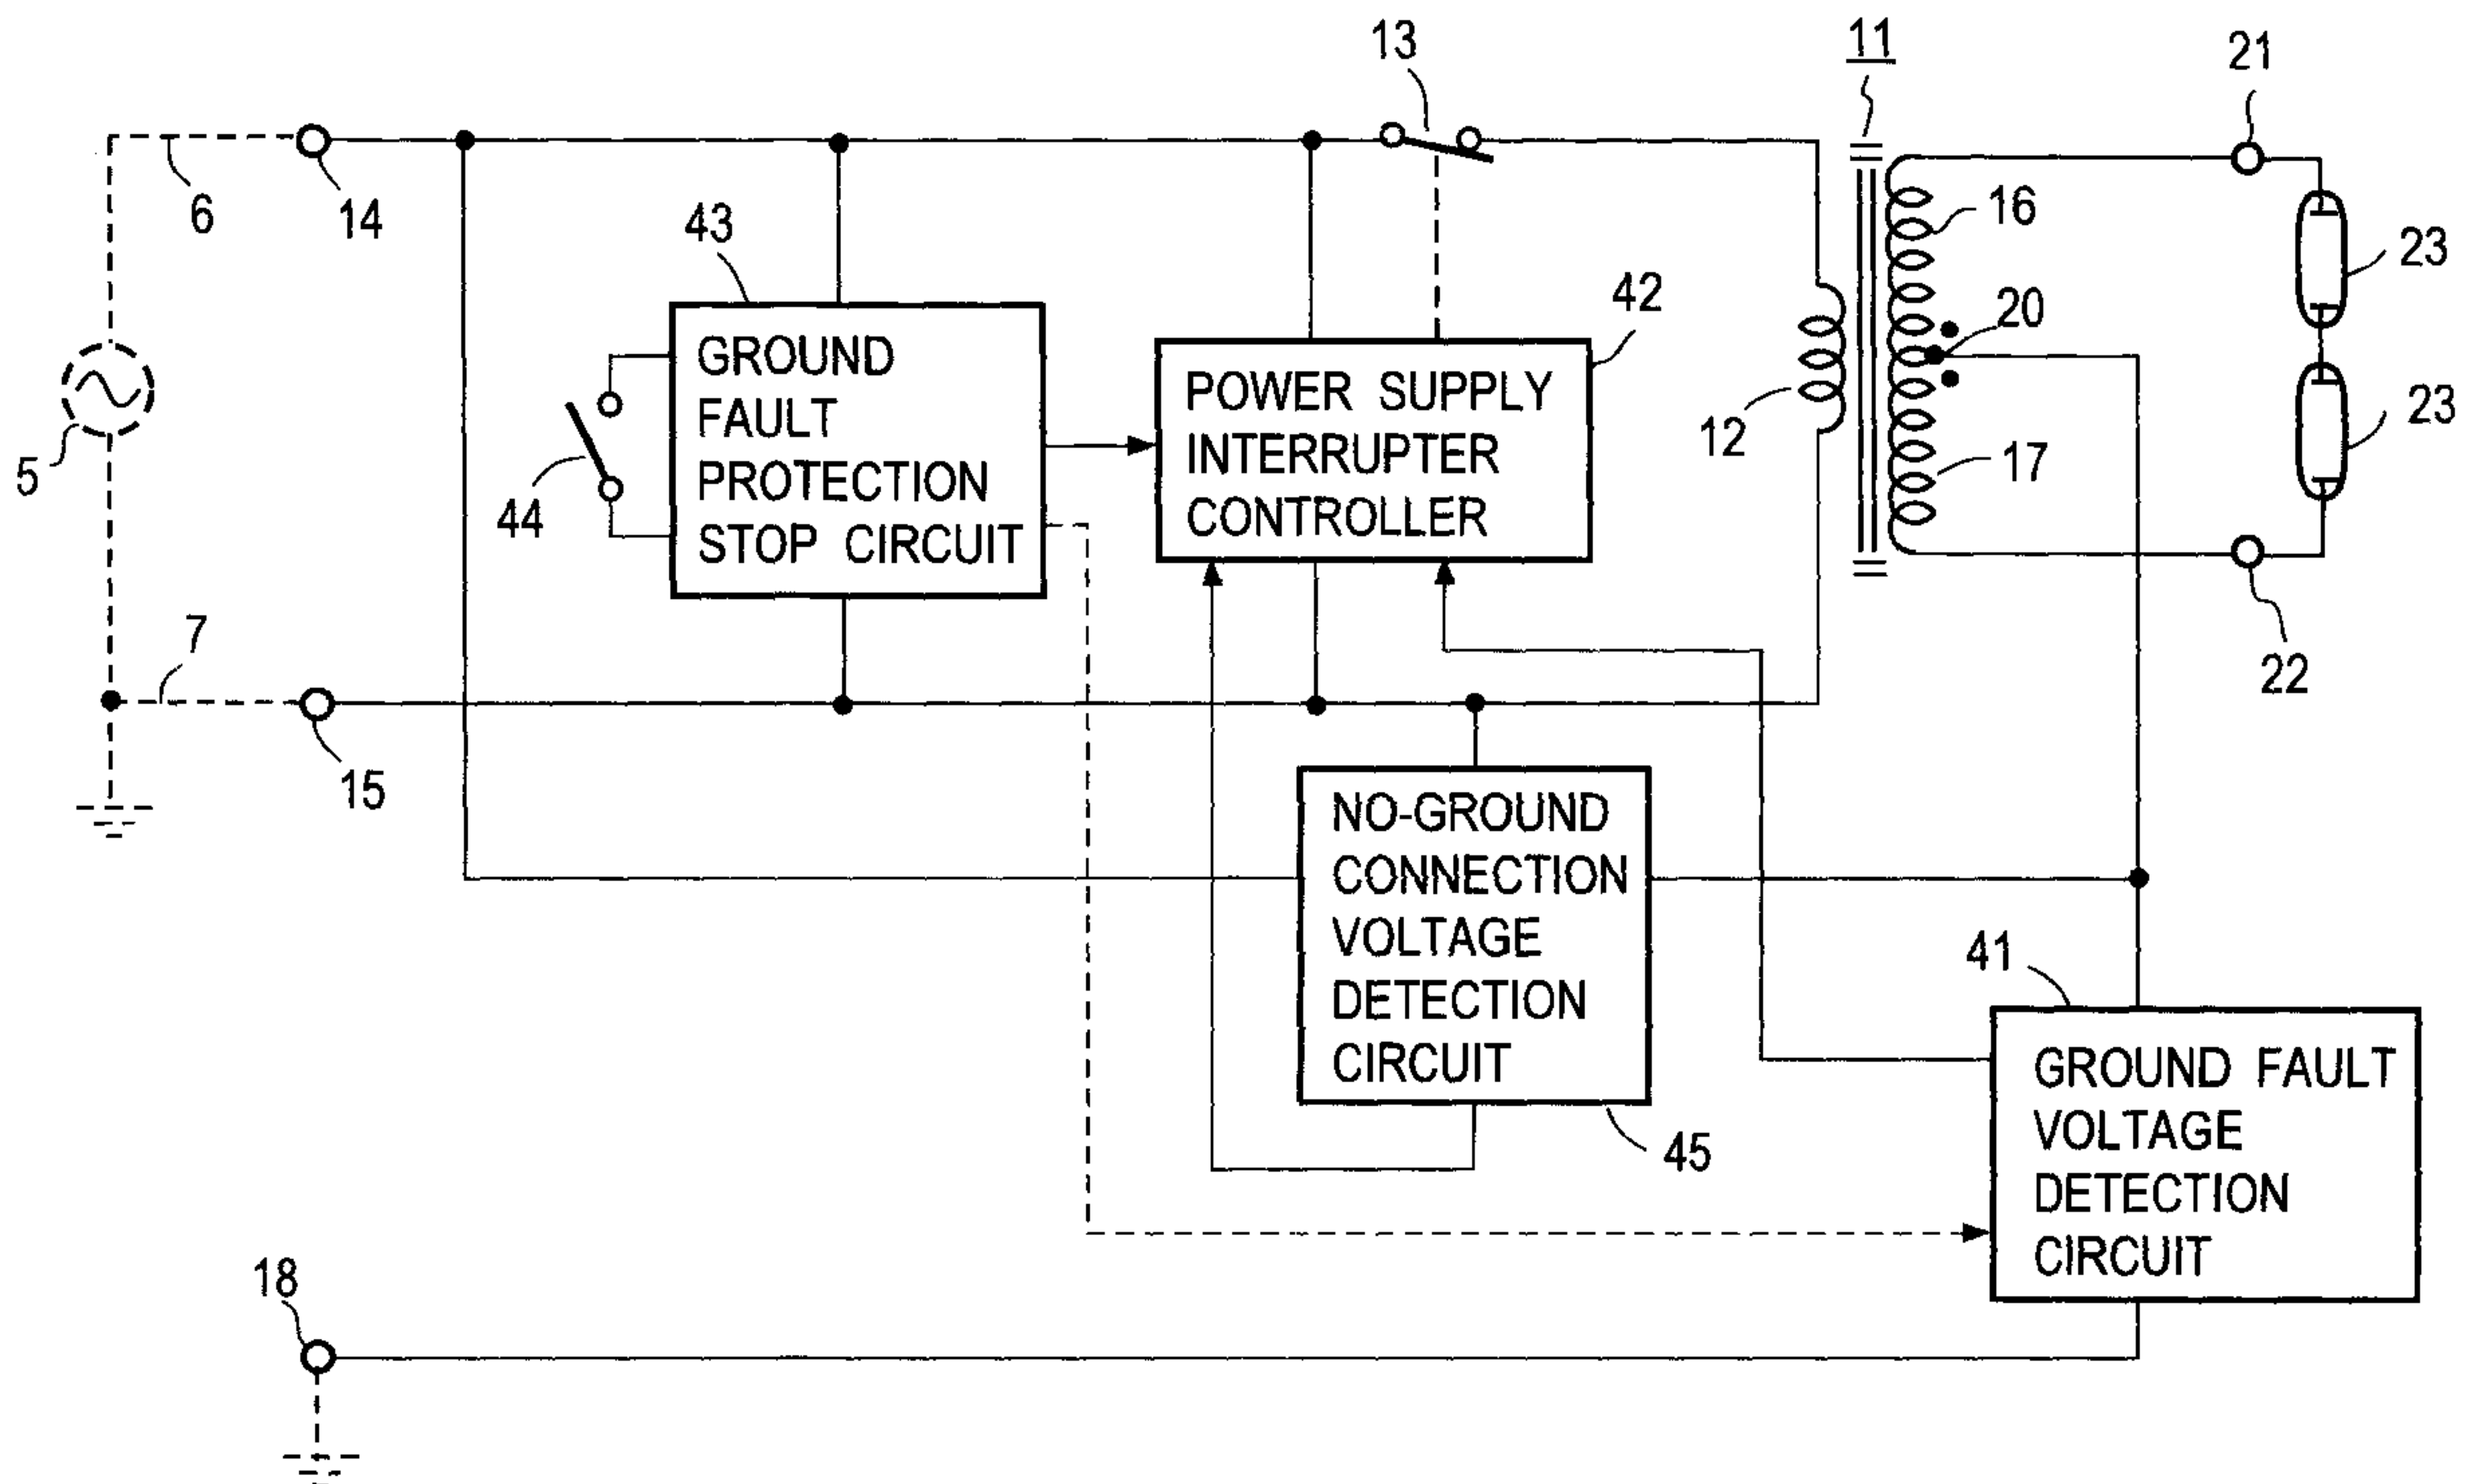 13
11
21
6
14
43
16
23
42
20
GROUND
FAULT
PROTECTION
STOP CIRCUIT
POWER SUPPLY
INTERRUPTER
CONTROLLER
12
23
5
44
17
7
22
15
NO-GROUND
CONNECTION
VOLTAGE
DETECTION
CIRCUIT
41
45
GROUND FAULT
VOLTAGE
DETECTION
CIRCUIT
18